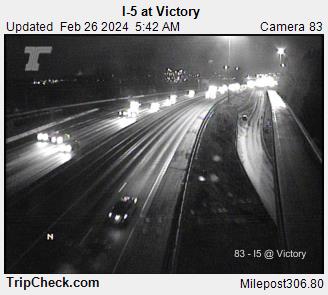 I-5 at Victory
Updated  Feb 26 2024  5:42 AM
Camera 83
T
N
83 - I5 @ Victory
TripCheck.com
Milepost306.80